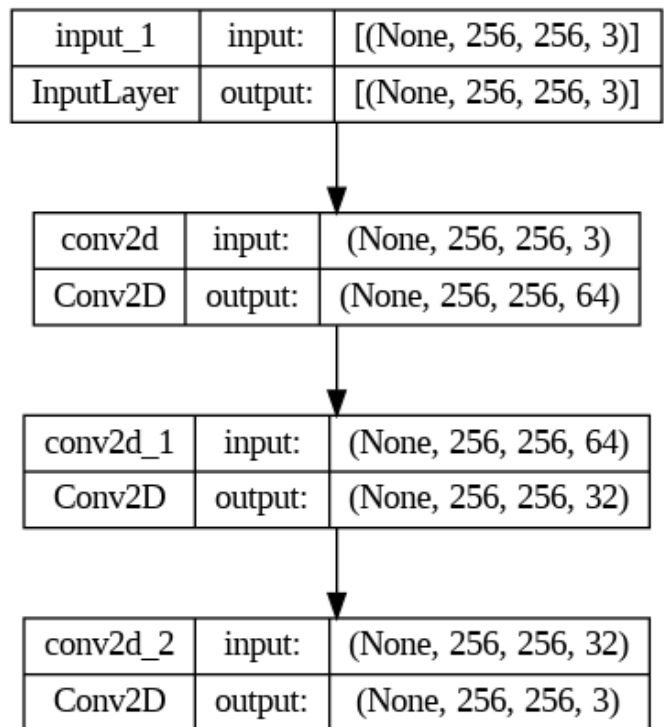 input_1 input: [(None, 256, 256, 3)]
InputLayer output: [(None, 256, 256, 3)]
conv2d input: (None, 256, 256, 3)
Conv2D output: (None, 256, 256, 64)
conv2d_1 input: (None, 256, 256, 64)
Conv2D output: (None, 256, 256, 32)
conv2d_2 input: (None, 256, 256, 32)
Conv2D output: (None, 256, 256, 3)